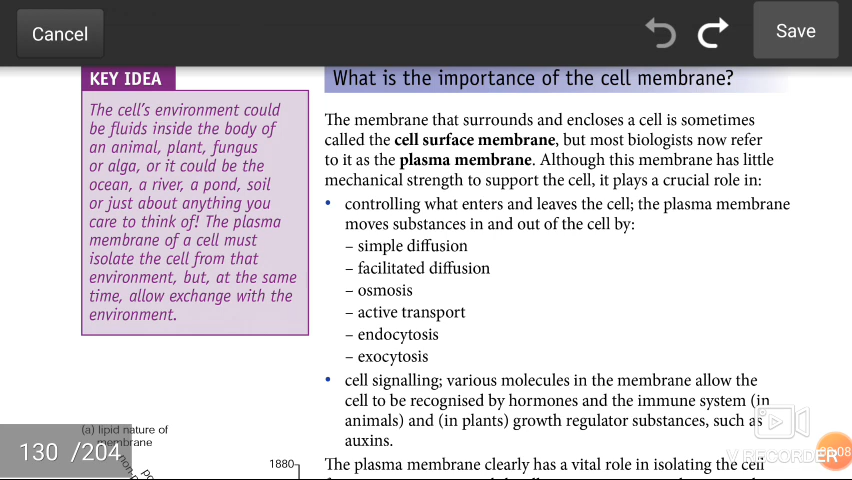 Cancel
Save
KEY IDEA
The cell's environment could
be fluids inside the body of
an animal, plant, fungus
or alga, or it could be the
ocean, a river, a pond, soil
or just about anything you
care to think of! The plasma
membrane of a cell must
isolate the cell from that
environment, but, at the same
time, allow exchange with the
environment.
What is the importance of the cell membrane?
The membrane that surrounds and encloses a cell is sometimes
called the cell surface membrane, but most biologists now refer
to it as the plasma membrane. Although this membrane has little
mechanical strength to support the cell, it plays a crucial role in:
• controlling what enters and leaves the cell; the plasma membrane
moves substances in and out of the cell by:
– simple diffusion
– facilitated diffusion
– osmosis
– active transport
– endocytosis
– exocytosis
• cell signalling; various molecules in the membrane allow the
cell to be recognised by hormones and the immune system (in
animals) and (in plants) growth regulator substances, such as
auxins.
The plasma membrane clearly has a vital role in isolating the cell
(a) lipid nature of
membrane
130 /204
1880
V RECORDER